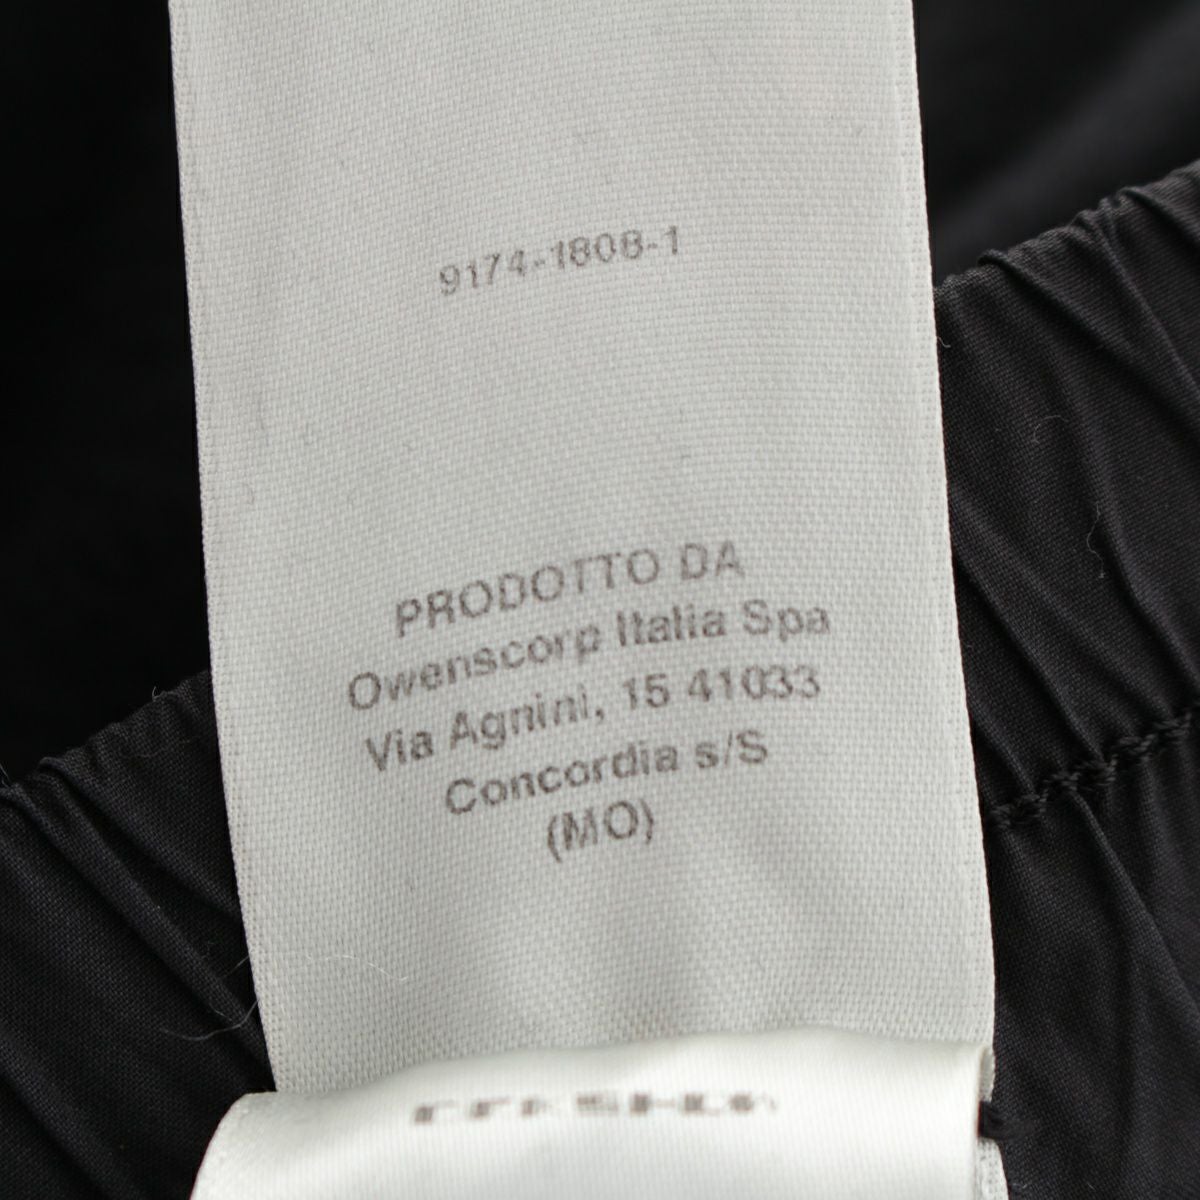 9174-1808-1
PRODOTTO DA
Owenscorp Italia Spa
Via Agnini, 15 41033
Concordia s/S
(MO)